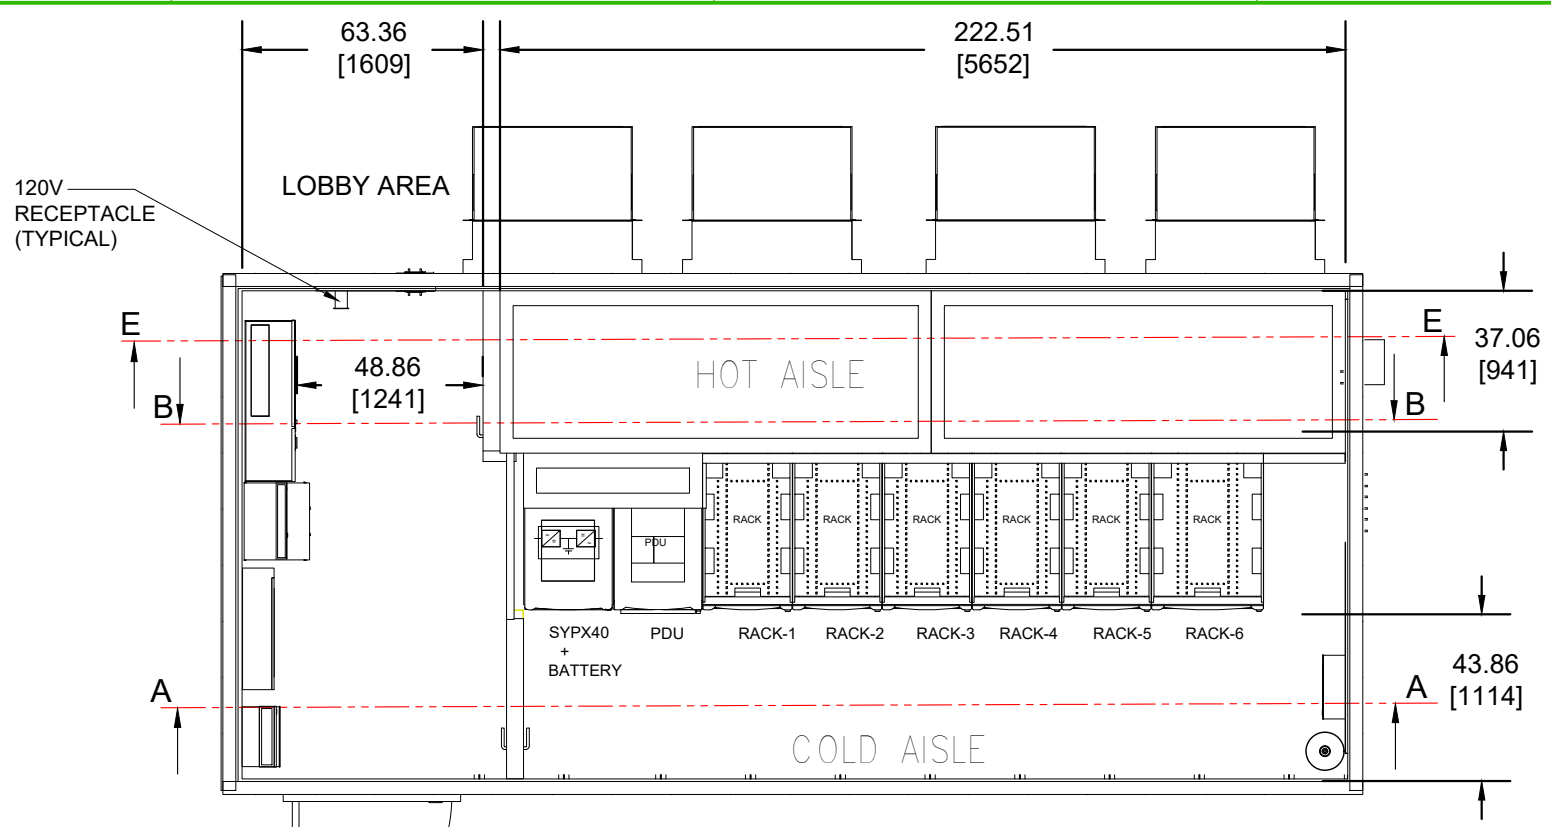 63.36
[1609]
222.51
[5652]
LOBBY AREA
120V
RECEPTACLE
(TYPICAL)
E
E
37.06
[941]
48.86
[1241]
HOT AISLE
B
B
RACK
RACK
RACK
RACK
RACK
RACK
PDU
SYPX40
+
BATTERY
PDU
RACK-1
RACK-2
RACK-3
RACK-4
RACK-5
RACK-6
43.86
[1114]
A
A
COLD AISLE